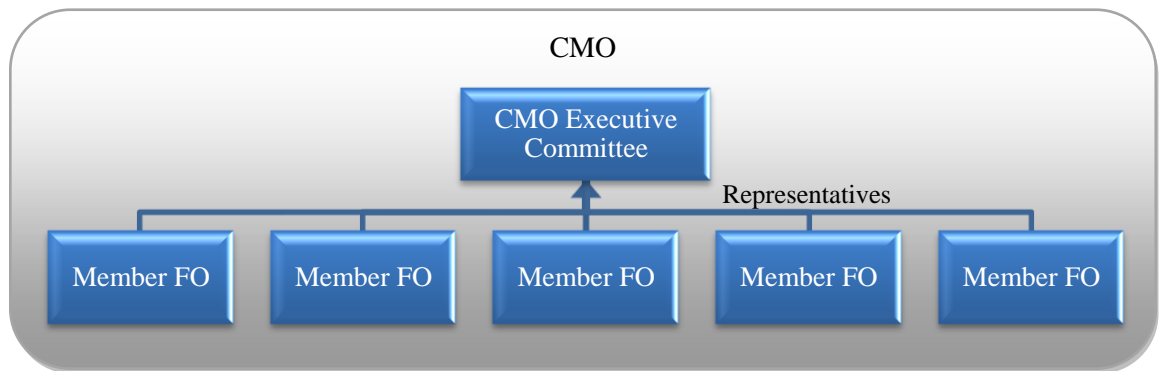 CMO
CMO Executive
Committee
Representatives
Member FO
Member FO
Member FO
Member FO
Member FO